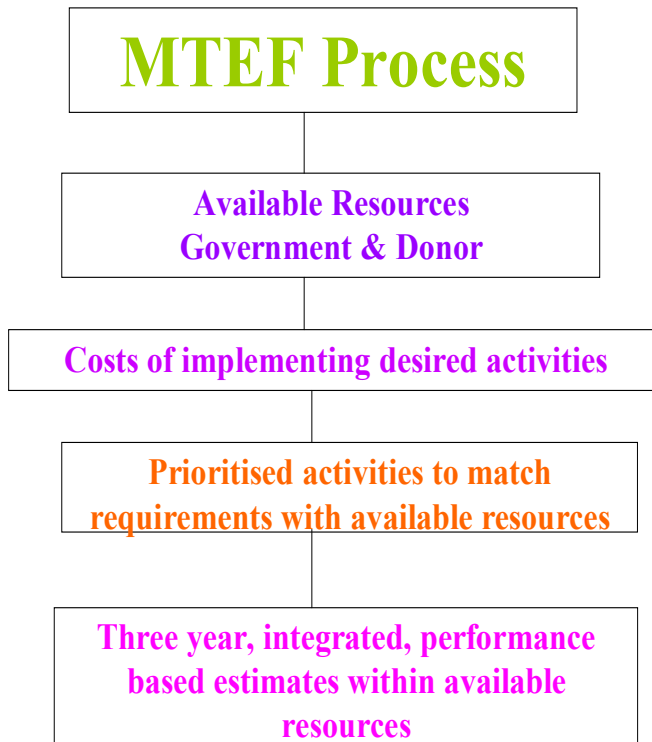 MTEF Process
Available Resources
Government & Donor
Costs of implementing desired activities
Prioritised activities to match
requirements with available resources
Three year, integrated, performance
based estimates within available
resources